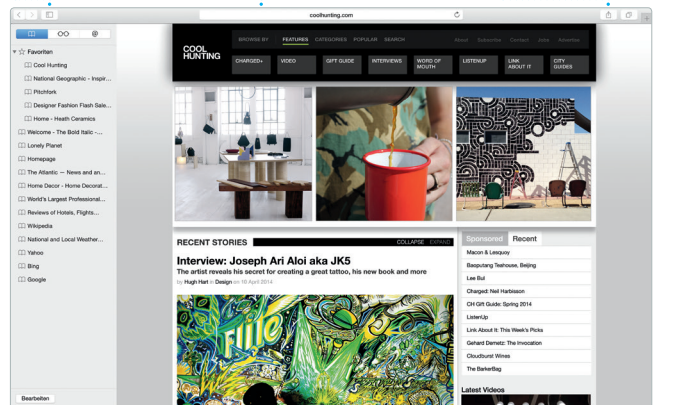 coolhunting.com
@
Favoriten
Cool Hunting
National Geographic - Inspir...
Pitchfork
Designer Fashion Flash Sale...
Home - Heath Ceramics
Welcome - The Bold Italic -...
Lonely Planet
Homepage
The Atlantic — News and an...
Home Decor - Home Decorat...
World's Largest Professional...
Reviews of Hotels, Flights...
Wikipedia
National and Local Weather...
Yahoo
Bing
Google
Bearbeiten
COOL
HUNTING
BROWSE BY FEATURES CATEGORIES POPULAR SEARCH
About Subscribe Contact Jobs Advertise
CHARGED+
VIDEO
GIFT GUIDE
INTERVIEWS
WORD OF
MOUTH
LISTENUP
LINK
ABOUT IT
CITY
GUIDES
RECENT STORIES
COLLAPSE EXPAND
Interview: Joseph Ari Aloi aka JK5
The artist reveals his secret for creating a great tattoo, his new book and more
by Hugh Hart in Design on 16 April 2014
Sponsored Recent
Macon & Lesquoy
Baoputang Teahouse, Beijing
Lee Bul
Charged: Neil Harbisson
CH Gift Guide: Spring 2014
ListenUp
Link About It: This Week's Picks
Gehard Demetz: The Invocation
Cloudburst Wines
The BarkerBag
Latest Videos